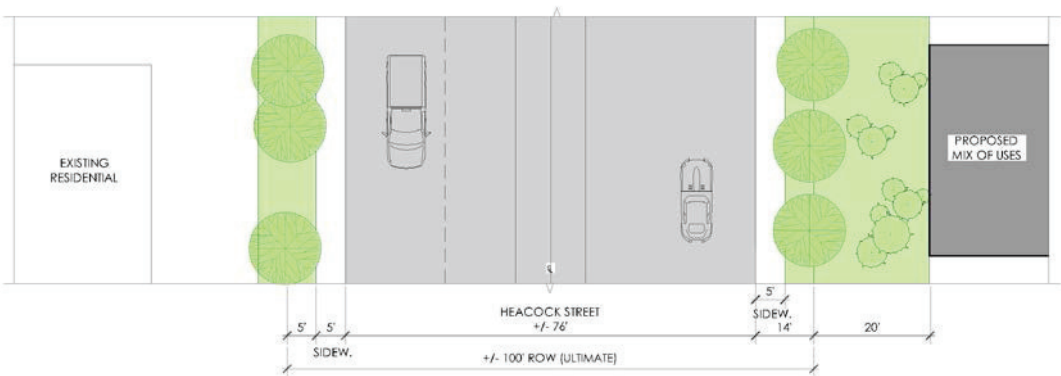 EXISTING
RESIDENTIAL
PROPOSED
MIX OF USES
5'
5'
SIDEW.
HEACOCK STREET
+/- 76'
5'
SIDEW.
14'
20'
+/- 100' ROW (ULTIMATE)